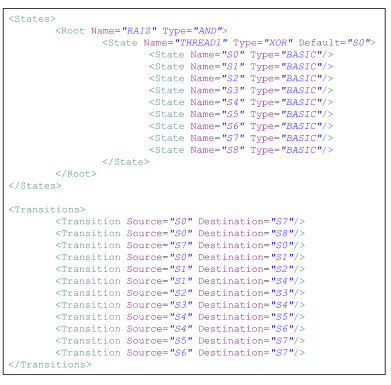 <States>
<Root Name="RAIZ" Type="AND">
<State Name="THREAD1" Type="XOR" Default="S0">
<State Name="S0" Type="BASIC"/>
<State Name="S1" Type="BASIC"/>
<State Name="S2" Type="BASIC"/>
<State Name="S3" Type="BASIC"/>
<State Name="S4" Type="BASIC"/>
<State Name="S5" Type="BASIC"/>
<State Name="S6" Type="BASIC"/>
<State Name="S7" Type="BASIC"/>
<State Name="S8" Type="BASIC"/>
</State>
</Root>
</States>
<Transitions>
<Transition Source="S0" Destination="S7"/>
<Transition Source="S0" Destination="S8"/>
<Transition Source="S7" Destination="S0"/>
<Transition Source="S0" Destination="S1"/>
<Transition Source="S1" Destination="S2"/>
<Transition Source="S1" Destination="S4"/>
<Transition Source="S2" Destination="S3"/>
<Transition Source="S3" Destination="S4"/>
<Transition Source="S4" Destination="S5"/>
<Transition Source="S4" Destination="S6"/>
<Transition Source="S5" Destination="S7"/>
<Transition Source="S6" Destination="S7"/>
</Transitions>